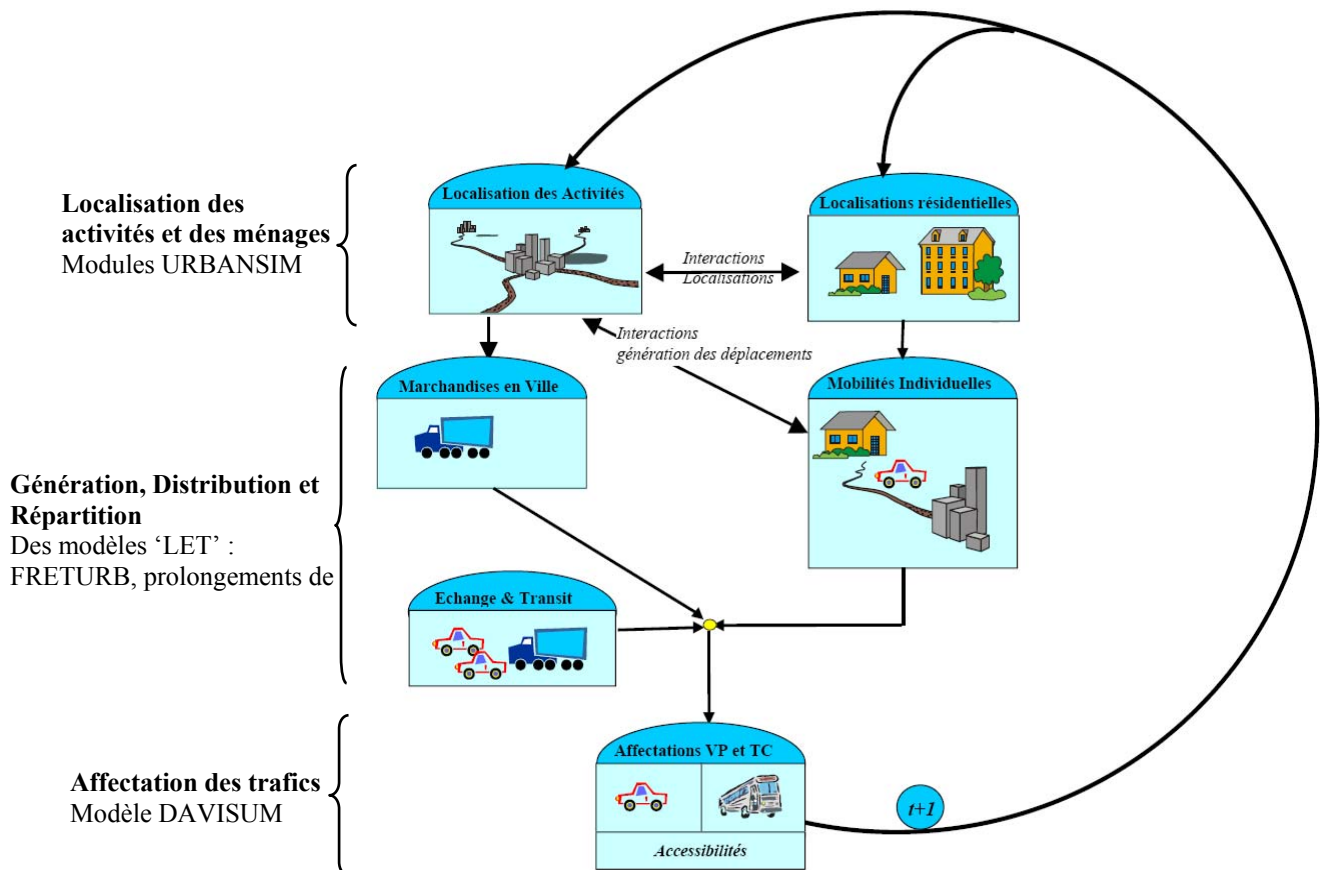 Localisation des
activités et des ménages
Modules URBANSIM
Localisation des Activités
Localisations résidentielles
Interactions
Localisations
Interactions
génération des déplacements
Génération, Distribution et
Répartition
Des modèles ‘LET’ :
FRETURB, prolongements de
Marchandises en Ville
Mobilités Individuelles
Echange & Transit
Affectation des trafics
Modèle DAVISUM
Affectations VP et TC
Accessibilités
t+1